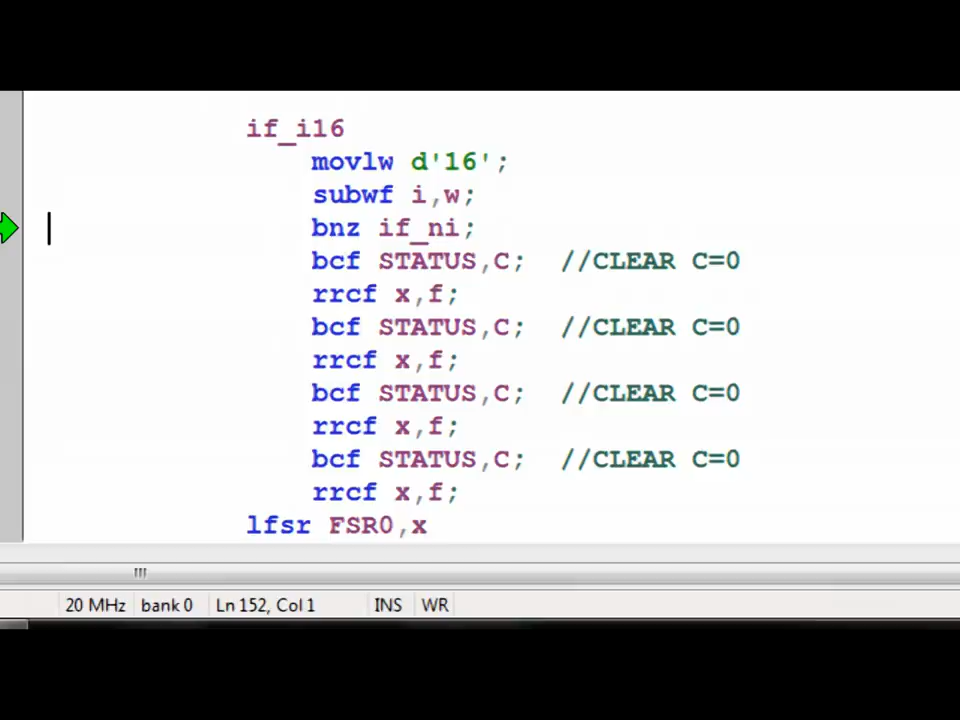 if_i16
movlw d'16';
subwf i,w;
bnz if_ni;
bcf STATUS,C; //CLEAR C=0
rrcf x,f;
bcf STATUS,C; //CLEAR C=0
rrcf x,f;
bcf STATUS,C; //CLEAR C=0
rrcf x,f;
bcf STATUS,C; //CLEAR C=0
rrcf x,f;
lfsr FSR0,x
20 MHz bank 0 Ln 152, Col 1 INS WR